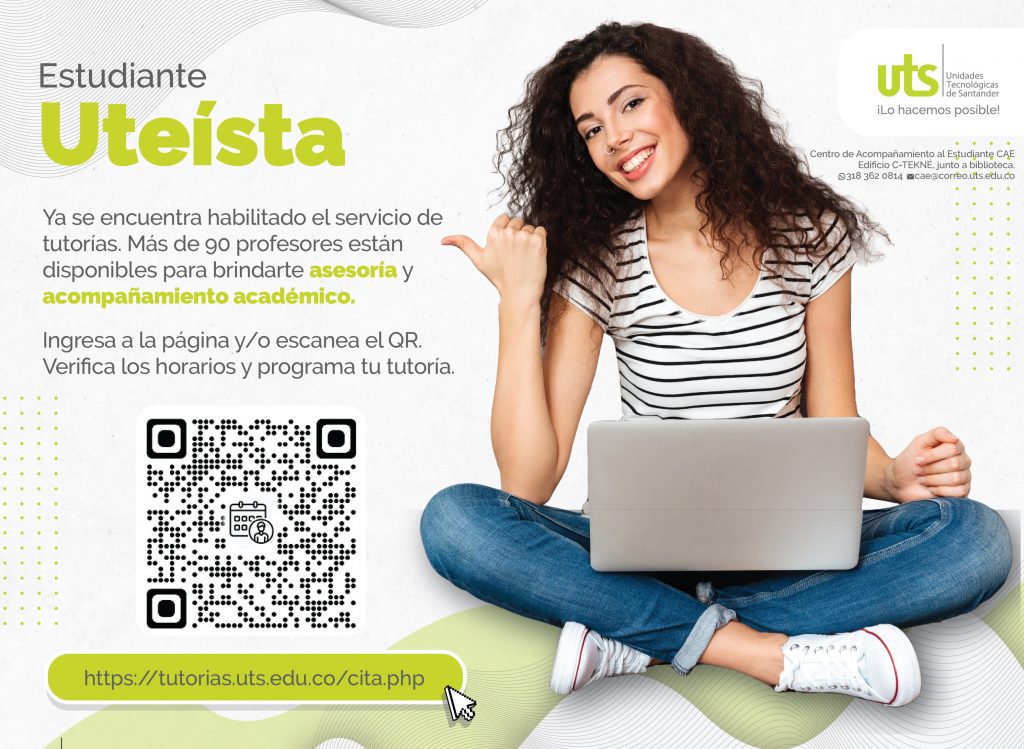 Estudiante
Uteísta
Ya se encuentra habilitado el servicio de
tutorías. Más de 90 profesores están
disponibles para brindarte asesoría y
acompañamiento académico.
Ingresa a la página y/o escanea el QR.
Verifica los horarios y programa tu tutoría.
https://tutorias.uts.edu.co/cita.php
uts
Unidades
Tecnológicas
de Santander
¡Lo hacemos posible!
Centro de Acompañamiento al Estudiante CAE
Edificio C-TEKNÉ, junto a biblioteca.
318 362 0814 cae@correo.uts.edu.co